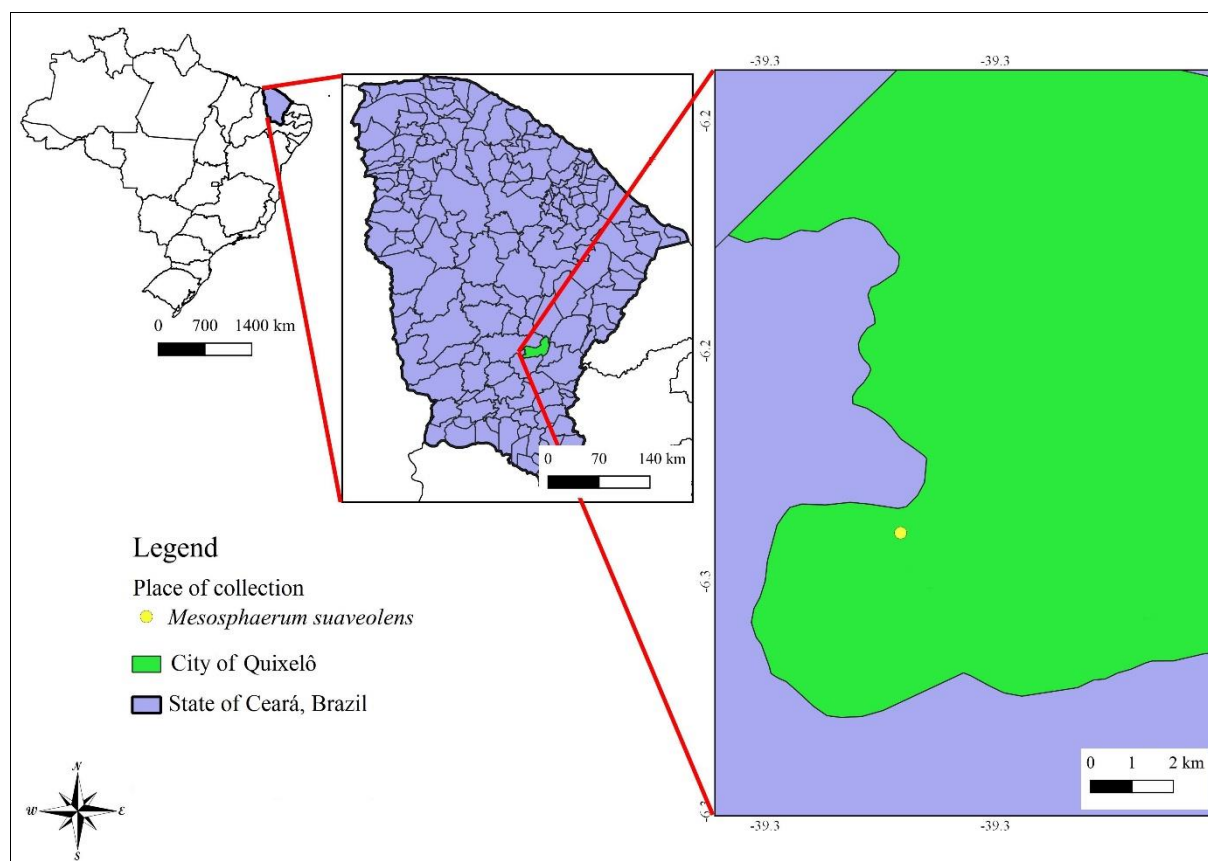 -39.3 -39.3
-6.2
-6.2
-6.3
-6.3
-39.3 -39.3
0 700 1400 km
0 70 140 km
0 1 2 km
Legend
Place of collection
Mesosphaerum suaveolens
City of Quixelô
State of Ceará, Brazil
N
W E
S